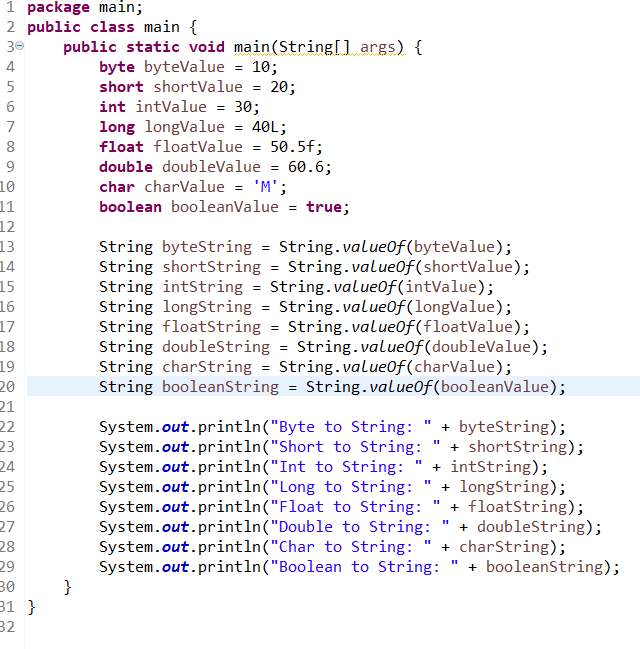 1 package main;
2 public class main {
3 public static void main(String[] args) {
4 byte byteValue = 10;
5 short shortValue = 20;
6 int intValue = 30;
7 long longValue = 40L;
8 float floatValue = 50.5f;
9 double doubleValue = 60.6;
10 char charValue = 'M';
11 boolean booleanValue = true;
12
13 String byteString = String.valueOf(byteValue);
14 String shortString = String.valueOf(shortValue);
15 String intString = String.valueOf(intValue);
16 String longString = String.valueOf(longValue);
17 String floatString = String.valueOf(floatValue);
18 String doubleString = String.valueOf(doubleValue);
19 String charString = String.valueOf(charValue);
20 String booleanString = String.valueOf(booleanValue);
21
22 System.out.println("Byte to String: " + byteString);
23 System.out.println("Short to String: " + shortString);
24 System.out.println("Int to String: " + intString);
25 System.out.println("Long to String: " + longString);
26 System.out.println("Float to String: " + floatString);
27 System.out.println("Double to String: " + doubleString);
28 System.out.println("Char to String: " + charString);
29 System.out.println("Boolean to String: " + booleanString);
30 }
31 }
32